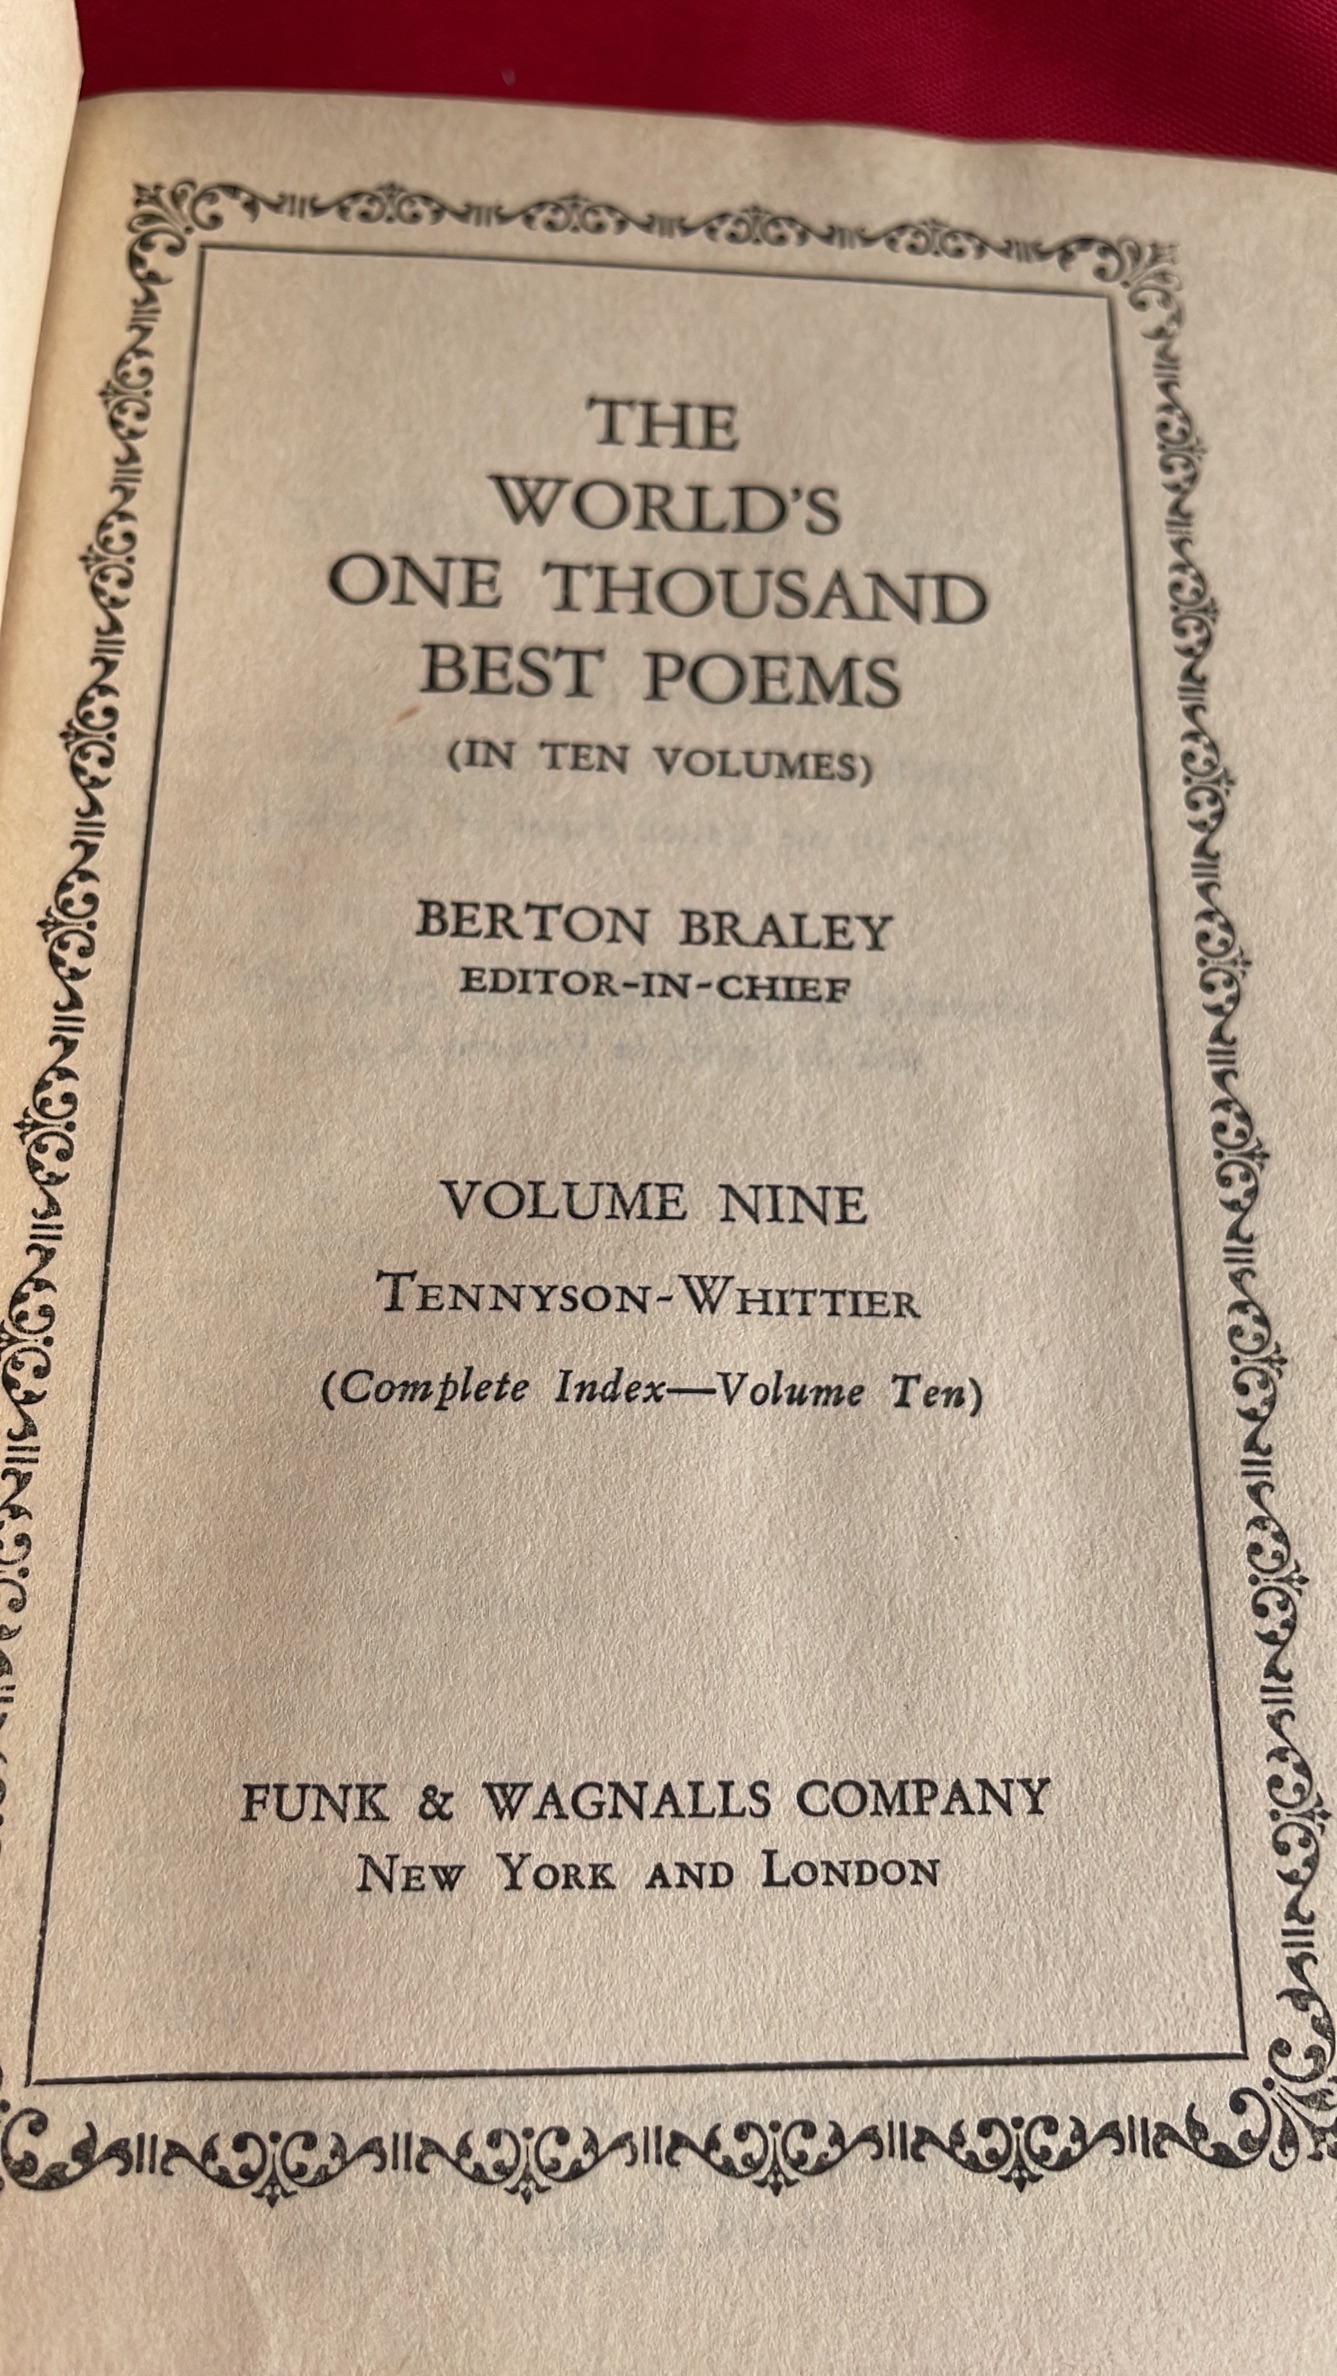 THE
WORLD'S
ONE THOUSAND
BEST POEMS
(IN TEN VOLUMES)
BERTON BRALEY
EDITOR-IN-CHIEF
VOLUME NINE
TENNYSON-WHITTIER
(Complete Index—Volume Ten)
FUNK & WAGNALLS COMPANY
NEW YORK AND LONDON